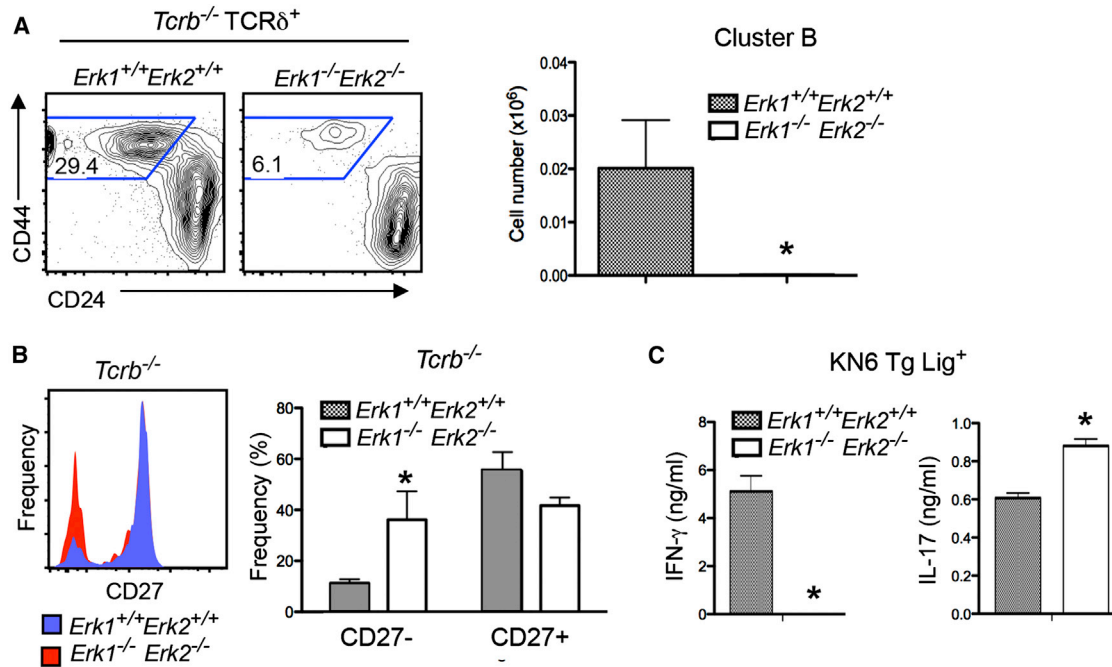 A
Tcrb-/- TCRδ+
Erk1+/+Erk2+/+
Erk1-/-Erk2-/-
29.4
6.1
CD44
CD24
Cluster B
Erk1+/+Erk2+/+
Erk1-/- Erk2-/-
Cell number (x10⁶)
0.04
0.03
0.02
0.01
0.00
*
B
Tcrb-/-
Frequency
CD27
Erk1+/+Erk2+/+
Erk1-/- Erk2-/-
Tcrb-/-
Erk1+/+Erk2+/+
Erk1-/- Erk2-/-
Frequency (%)
80
60
40
20
0
*
CD27-
CD27+
C
KN6 Tg Lig+
Erk1+/+Erk2+/+
Erk1-/- Erk2-/-
IFN-γ (ng/ml)
8
6
4
2
0
*
IL-17 (ng/ml)
1.0
0.8
0.6
0.4
0.2
0.0
*